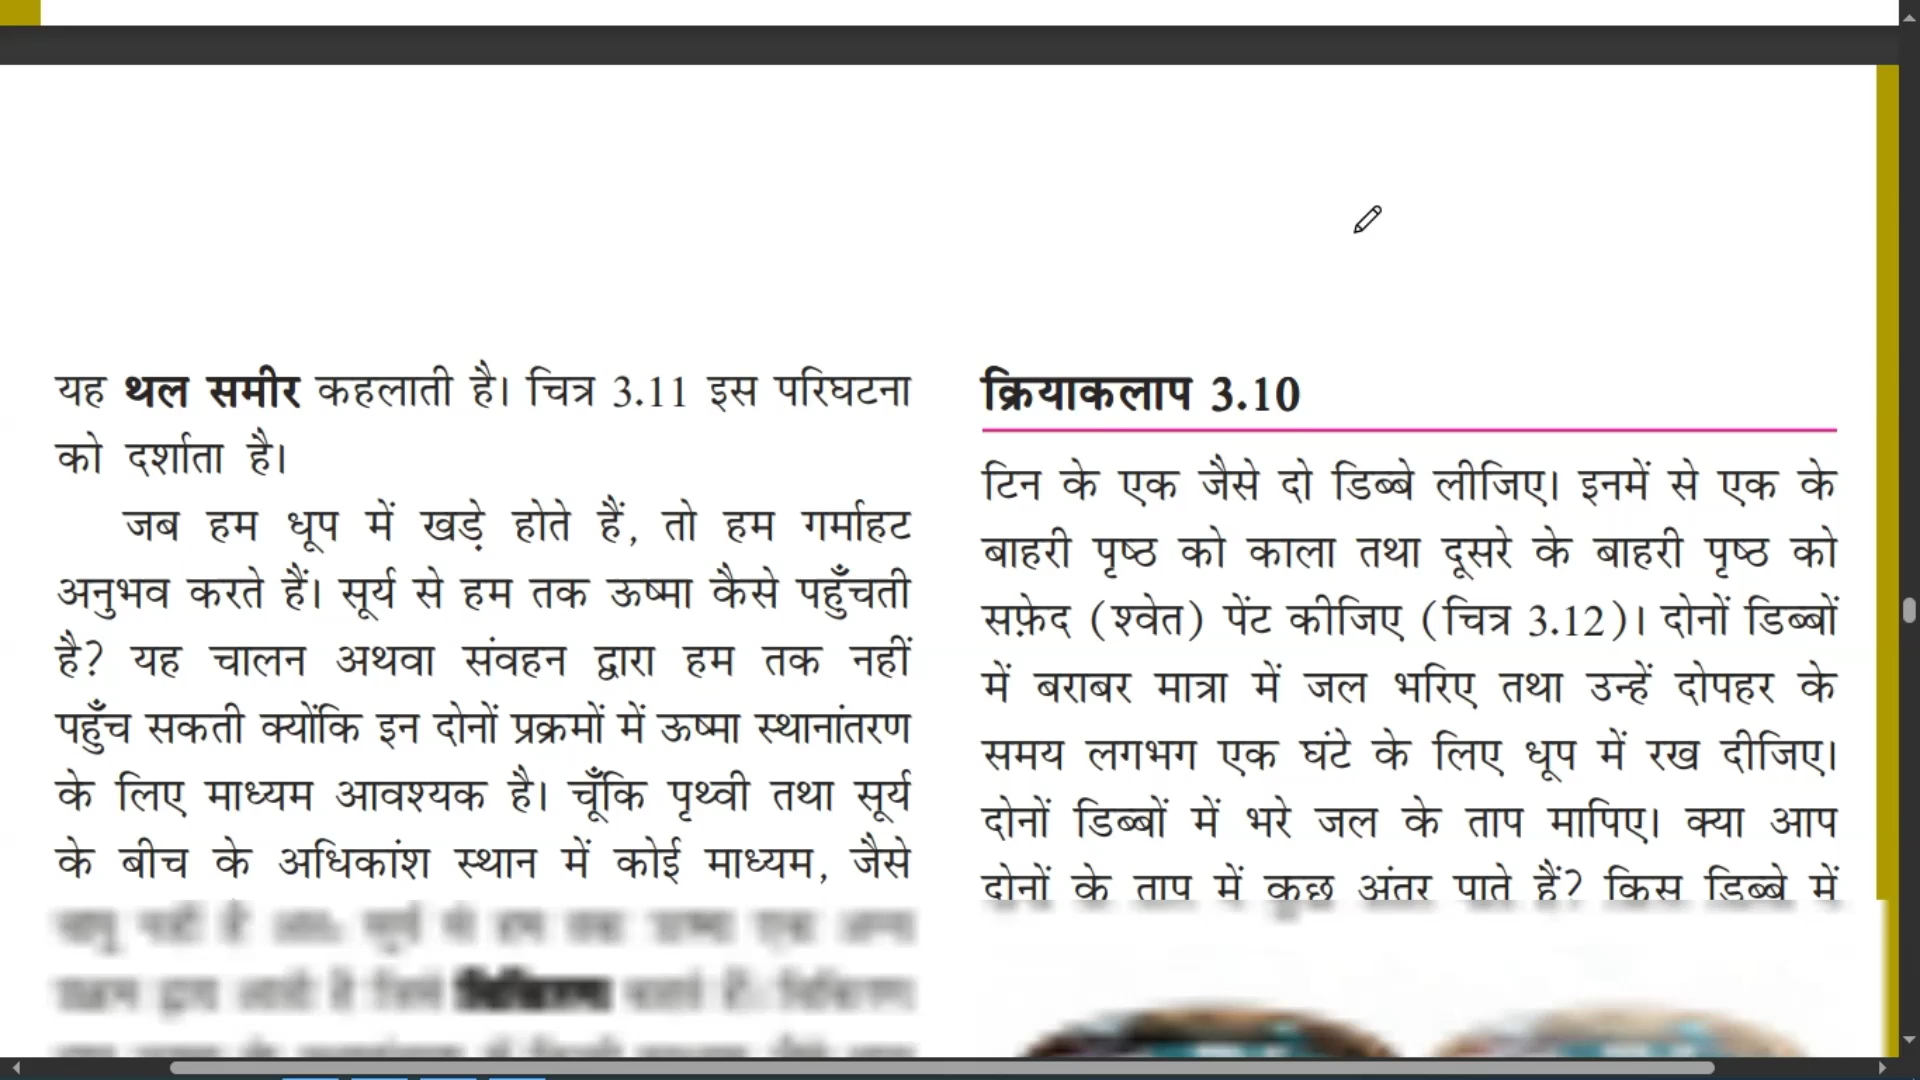 यह थल समीर कहलाती है। चित्र 3.11 इस परिघटना
को दर्शाता है।
जब हम धूप में खड़े होते हैं, तो हम गर्माहट
अनुभव करते हैं। सूर्य से हम तक ऊष्मा कैसे पहुँचती
है? यह चालन अथवा संवहन द्वारा हम तक नहीं
पहुँच सकती क्योंकि इन दोनों प्रक्रमों में ऊष्मा स्थानांतरण
के लिए माध्यम आवश्यक है। चूँकि पृथ्वी तथा सूर्य
के बीच के अधिकांश स्थान में कोई माध्यम, जैसे
क्रियाकलाप 3.10
टिन के एक जैसे दो डिब्बे लीजिए। इनमें से एक के
बाहरी पृष्ठ को काला तथा दूसरे के बाहरी पृष्ठ को
सफ़ेद (श्वेत) पेंट कीजिए (चित्र 3.12)। दोनों डिब्बों
में बराबर मात्रा में जल भरिए तथा उन्हें दोपहर के
समय लगभग एक घंटे के लिए धूप में रख दीजिए।
दोनों डिब्बों में भरे जल के ताप मापिए। क्या आप
दोनों के ताप में कुछ अंतर पाते हैं? किस डिब्बे में